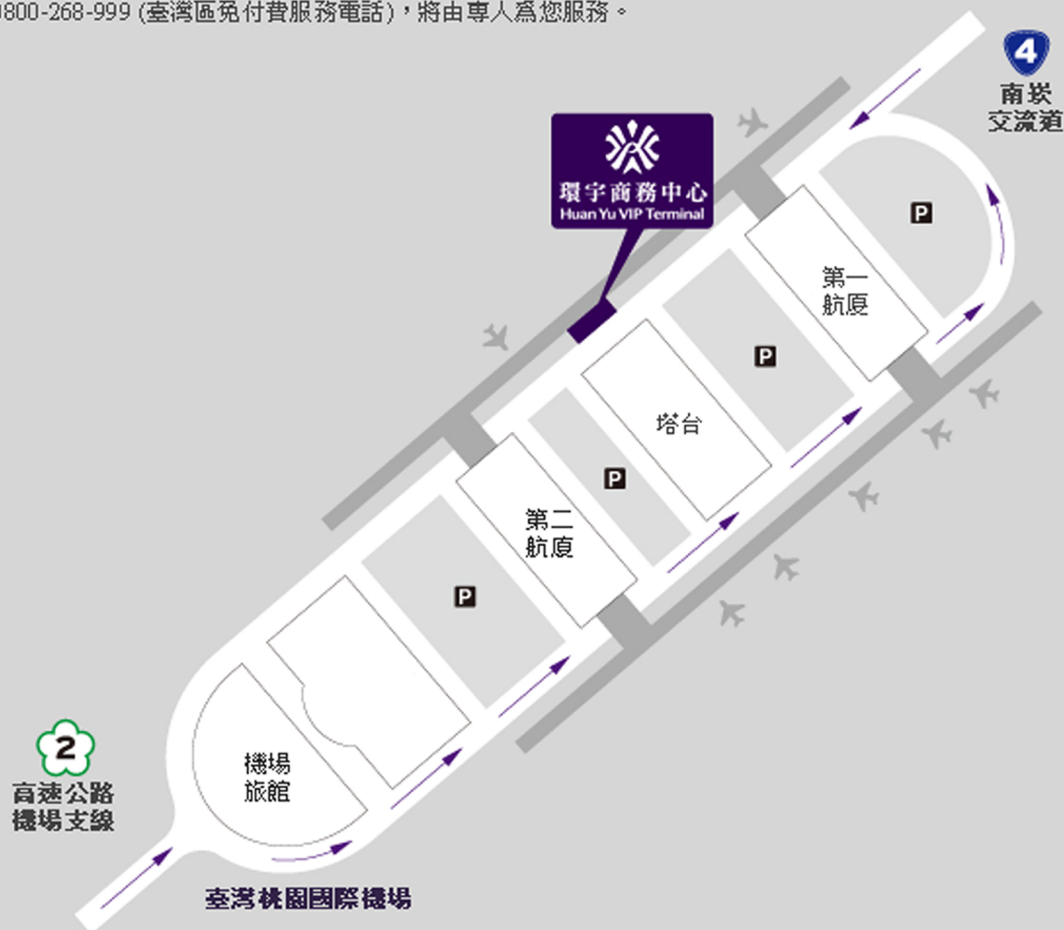 0800-268-999 (臺灣區免付費服務電話)，將由專人為您服務。
4
南崁
交流道
環宇商務中心
Huan Yu VIP Terminal
P
第一
航廈
P
塔台
P
第二
航廈
P
2
高速公路
機場支線
機場
旅館
臺灣桃園國際機場